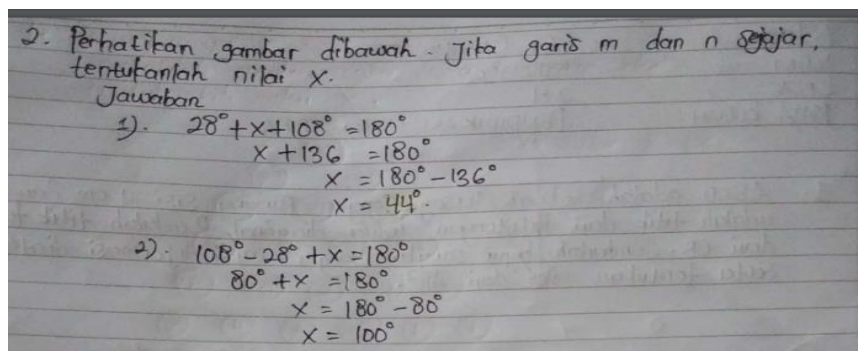 2. Perhatikan gambar dibawah. Jika garis m dan n sejajar,
tentukanlah nilai x.
Jawaban
1). 28° + x + 108° = 180°
x + 136 = 180°
x = 180° - 136°
x = 44°.
2). 108° - 28° + x = 180°
80° + x = 180°
x = 180° - 80°
x = 100°